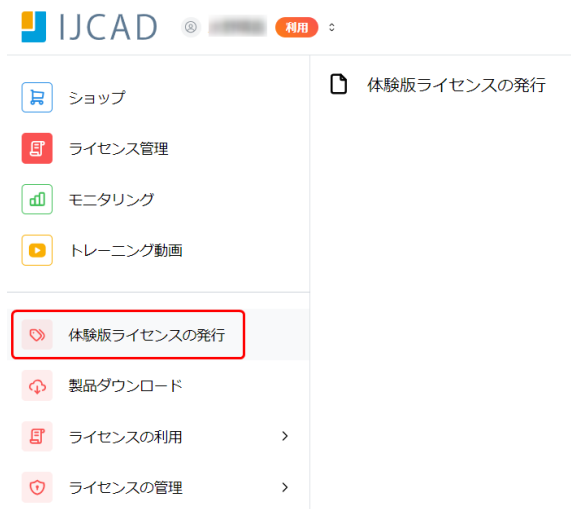 IJCAD 利用
体験版ライセンスの発行
ショップ
ライセンス管理
モニタリング
トレーニング動画
体験版ライセンスの発行
製品ダウンロード
ライセンスの利用
ライセンスの管理